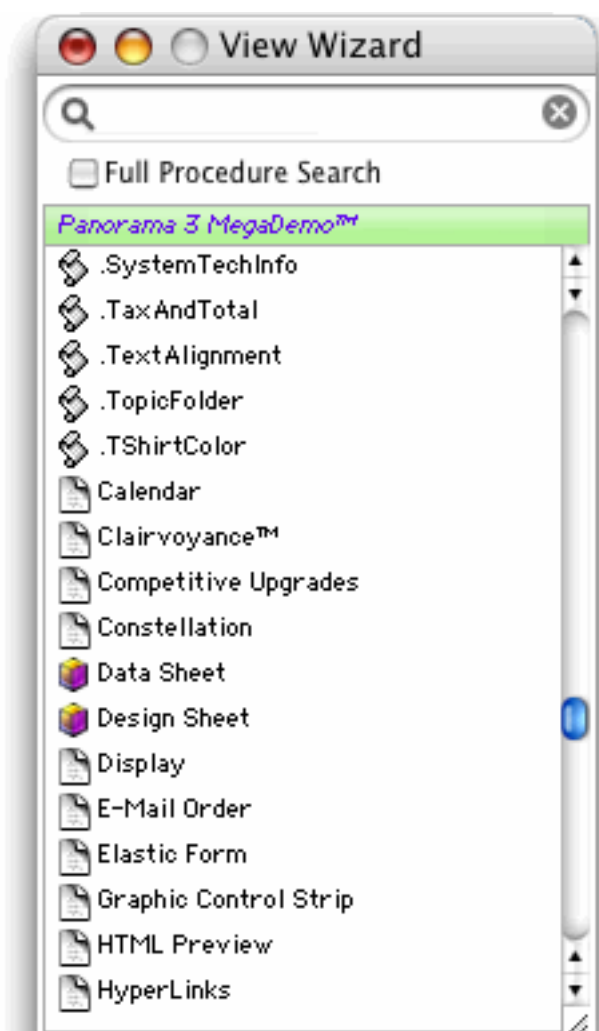 View Wizard
Full Procedure Search
Panorama 3 MegaDemo™
.SystemTechInfo
.TaxAndTotal
.TextAlignment
.TopicFolder
.TShirtColor
Calendar
Clairvoyance™
Competitive Upgrades
Constellation
Data Sheet
Design Sheet
Display
E-Mail Order
Elastic Form
Graphic Control Strip
HTML Preview
HyperLinks